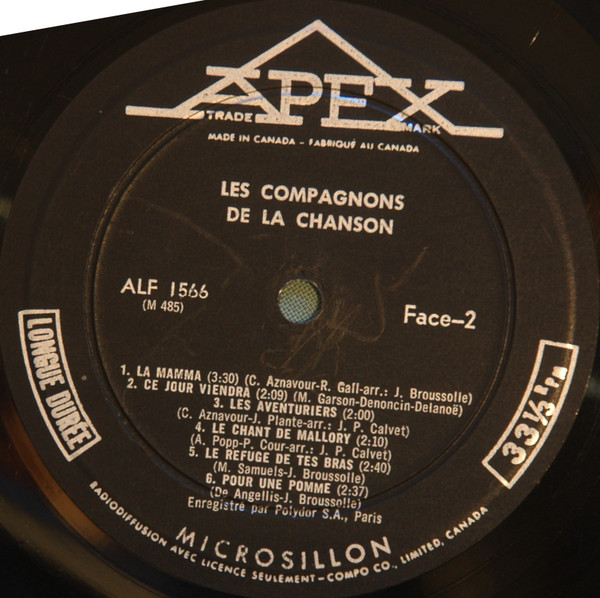 APEX
TRADE MARK
MADE IN CANADA - FABRIQUÉ AU CANADA
LES COMPAGNONS
DE LA CHANSON
ALF 1566
(M 485)
Face-2
LONGUE DURÉE
33 1/3 RPM
1. LA MAMMA (3:30) (C. Aznavour-R. Gall-arr.: J. Broussolle)
2. CE JOUR VIENDRA (2:09) (M. Garson-Denoncin-Delanoë)
3. LES AVENTURIERS (2:00)
(C. Aznavour-J. Plante-arr.: J. P. Calvet)
4. LE CHANT DE MALLORY (2:10)
(A. Popp-P. Cour-arr.: J. P. Calvet)
5. LE REFUGE DE TES BRAS (2:40)
(M. Samuels-J. Broussolle)
6. POUR UNE POMME (2:37)
(De Angellis-J. Broussolle)
Enregistré par Polydor S.A., Paris
MICROSILLON
RADIODIFFUSION AVEC LICENCE SEULEMENT-COMPO CO., LIMITED, CANADA